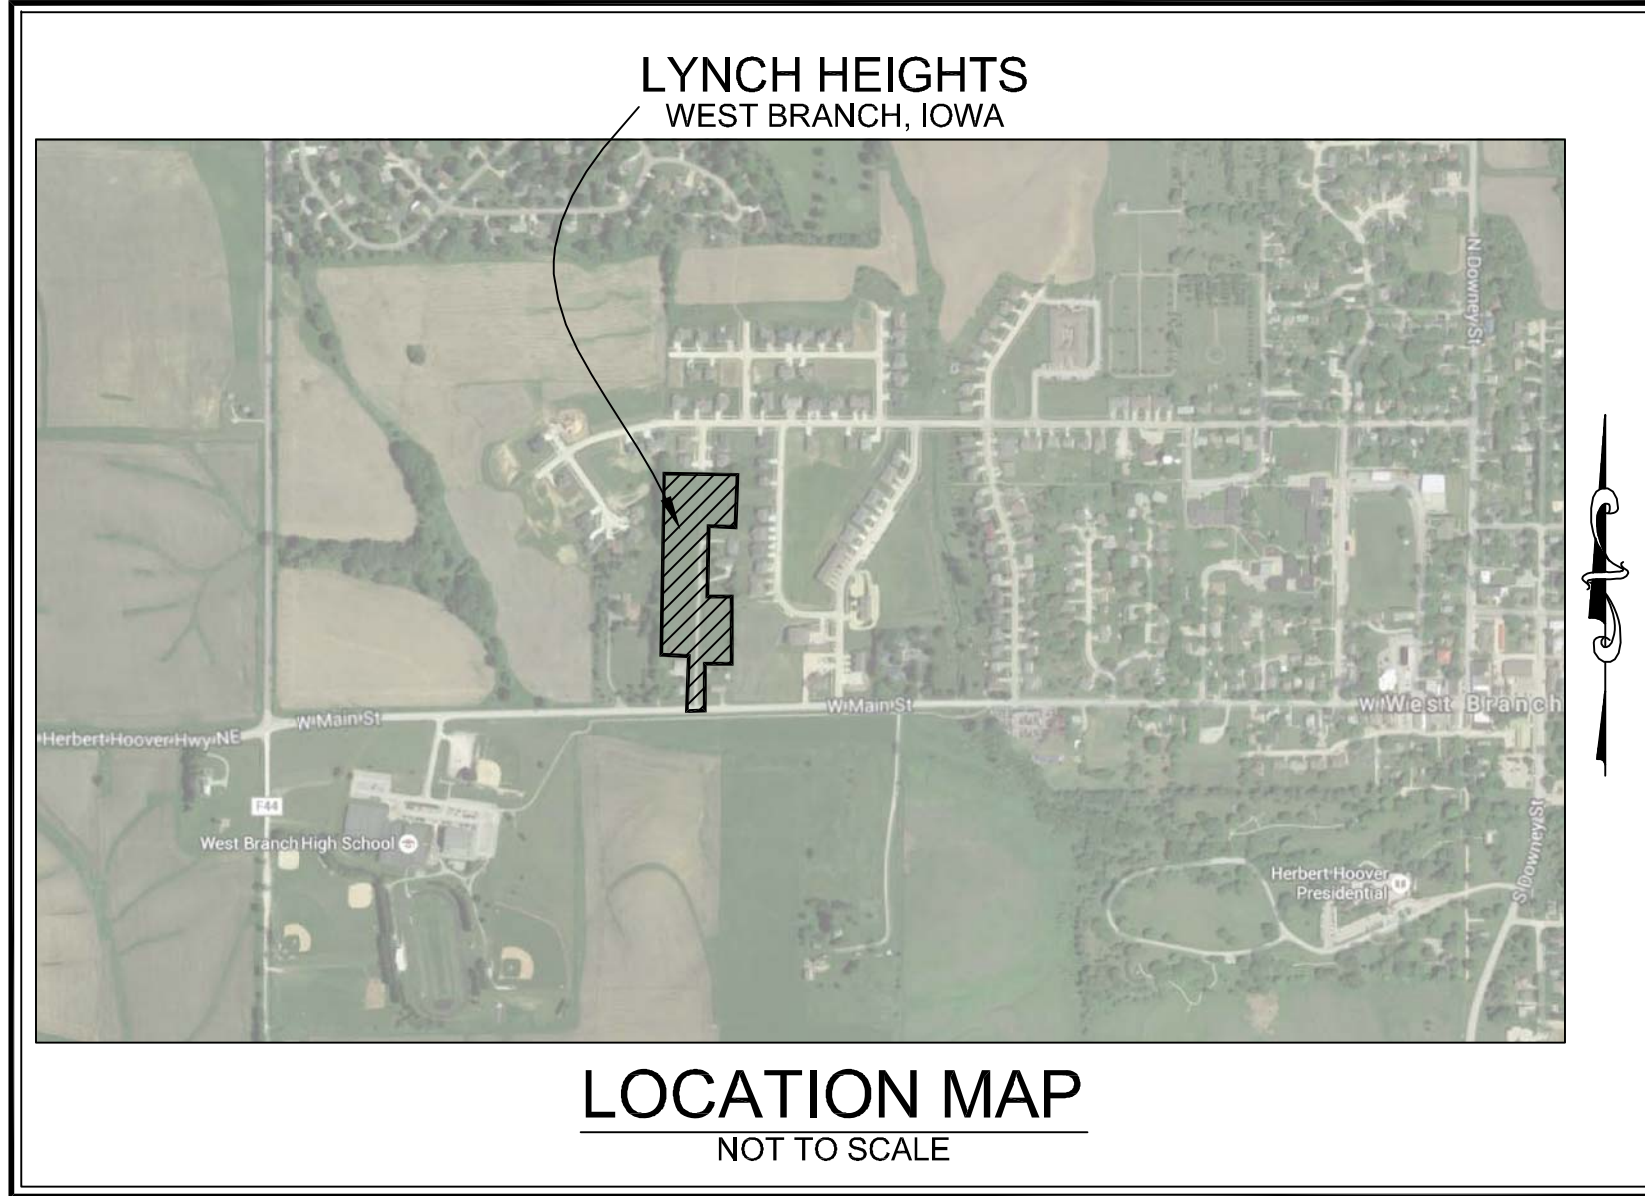 LYNCH HEIGHTS
WEST BRANCH, IOWA
N Downey St
W Main St
W Main St
West Branch
Herbert Hoover Hwy NE
F44
West Branch High School
Herbert Hoover
Presidential
S Downey St
LOCATION MAP
NOT TO SCALE